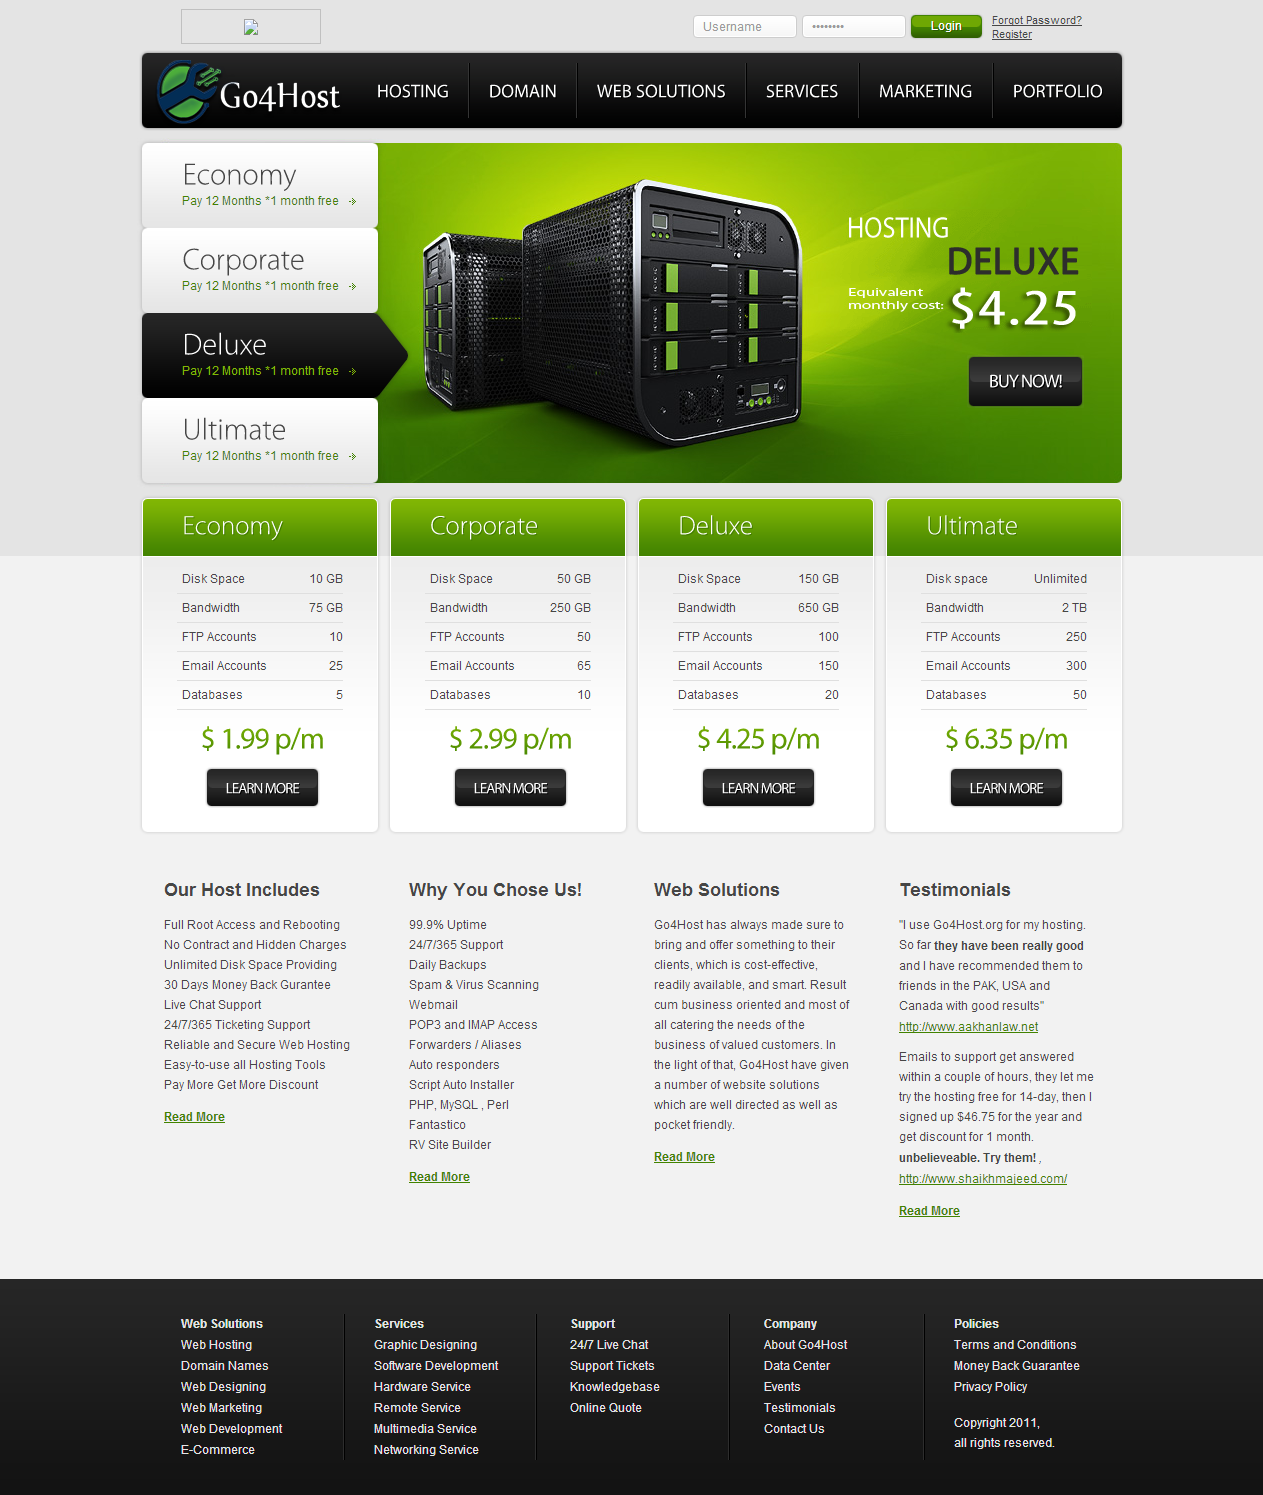 Username
••••••••
Login
Forgot Password?
Register
Go4Host
HOSTING
DOMAIN
WEB SOLUTIONS
SERVICES
MARKETING
PORTFOLIO
Economy
Pay 12 Months *1 month free
Corporate
Pay 12 Months *1 month free
Deluxe
Pay 12 Months *1 month free
Ultimate
Pay 12 Months *1 month free
HOSTING
DELUXE
Equivalent
monthly cost:
$4.25
BUY NOW!
Economy
Disk Space 10 GB
Bandwidth 75 GB
FTP Accounts 10
Email Accounts 25
Databases 5
$ 1.99 p/m
LEARN MORE
Corporate
Disk Space 50 GB
Bandwidth 250 GB
FTP Accounts 50
Email Accounts 65
Databases 10
$ 2.99 p/m
LEARN MORE
Deluxe
Disk Space 150 GB
Bandwidth 650 GB
FTP Accounts 100
Email Accounts 150
Databases 20
$ 4.25 p/m
LEARN MORE
Ultimate
Disk space Unlimited
Bandwidth 2 TB
FTP Accounts 250
Email Accounts 300
Databases 50
$ 6.35 p/m
LEARN MORE
Our Host Includes
Full Root Access and Rebooting
No Contract and Hidden Charges
Unlimited Disk Space Providing
30 Days Money Back Gurantee
Live Chat Support
24/7/365 Ticketing Support
Reliable and Secure Web Hosting
Easy-to-use all Hosting Tools
Pay More Get More Discount
Read More
Why You Chose Us!
99.9% Uptime
24/7/365 Support
Daily Backups
Spam & Virus Scanning
Webmail
POP3 and IMAP Access
Forwarders / Aliases
Auto responders
Script Auto Installer
PHP, MySQL , Perl
Fantastico
RV Site Builder
Read More
Web Solutions
Go4Host has always made sure to
bring and offer something to their
clients, which is cost-effective,
readily available, and smart. Result
cum business oriented and most of
all catering the needs of the
business of valued customers. In
the light of that, Go4Host have given
a number of website solutions
which are well directed as well as
pocket friendly.
Read More
Testimonials
"I use Go4Host.org for my hosting.
So far they have been really good
and I have recommended them to
friends in the PAK, USA and
Canada with good results"
http://www.aakhanlaw.net
Emails to support get answered
within a couple of hours, they let me
try the hosting free for 14-day, then I
signed up $46.75 for the year and
get discount for 1 month.
unbelieveable. Try them! ,
http://www.shaikhmajeed.com/
Read More
Web Solutions
Web Hosting
Domain Names
Web Designing
Web Marketing
Web Development
E-Commerce
Services
Graphic Designing
Software Development
Hardware Service
Remote Service
Multimedia Service
Networking Service
Support
24/7 Live Chat
Support Tickets
Knowledgebase
Online Quote
Company
About Go4Host
Data Center
Events
Testimonials
Contact Us
Policies
Terms and Conditions
Money Back Guarantee
Privacy Policy
Copyright 2011,
all rights reserved.